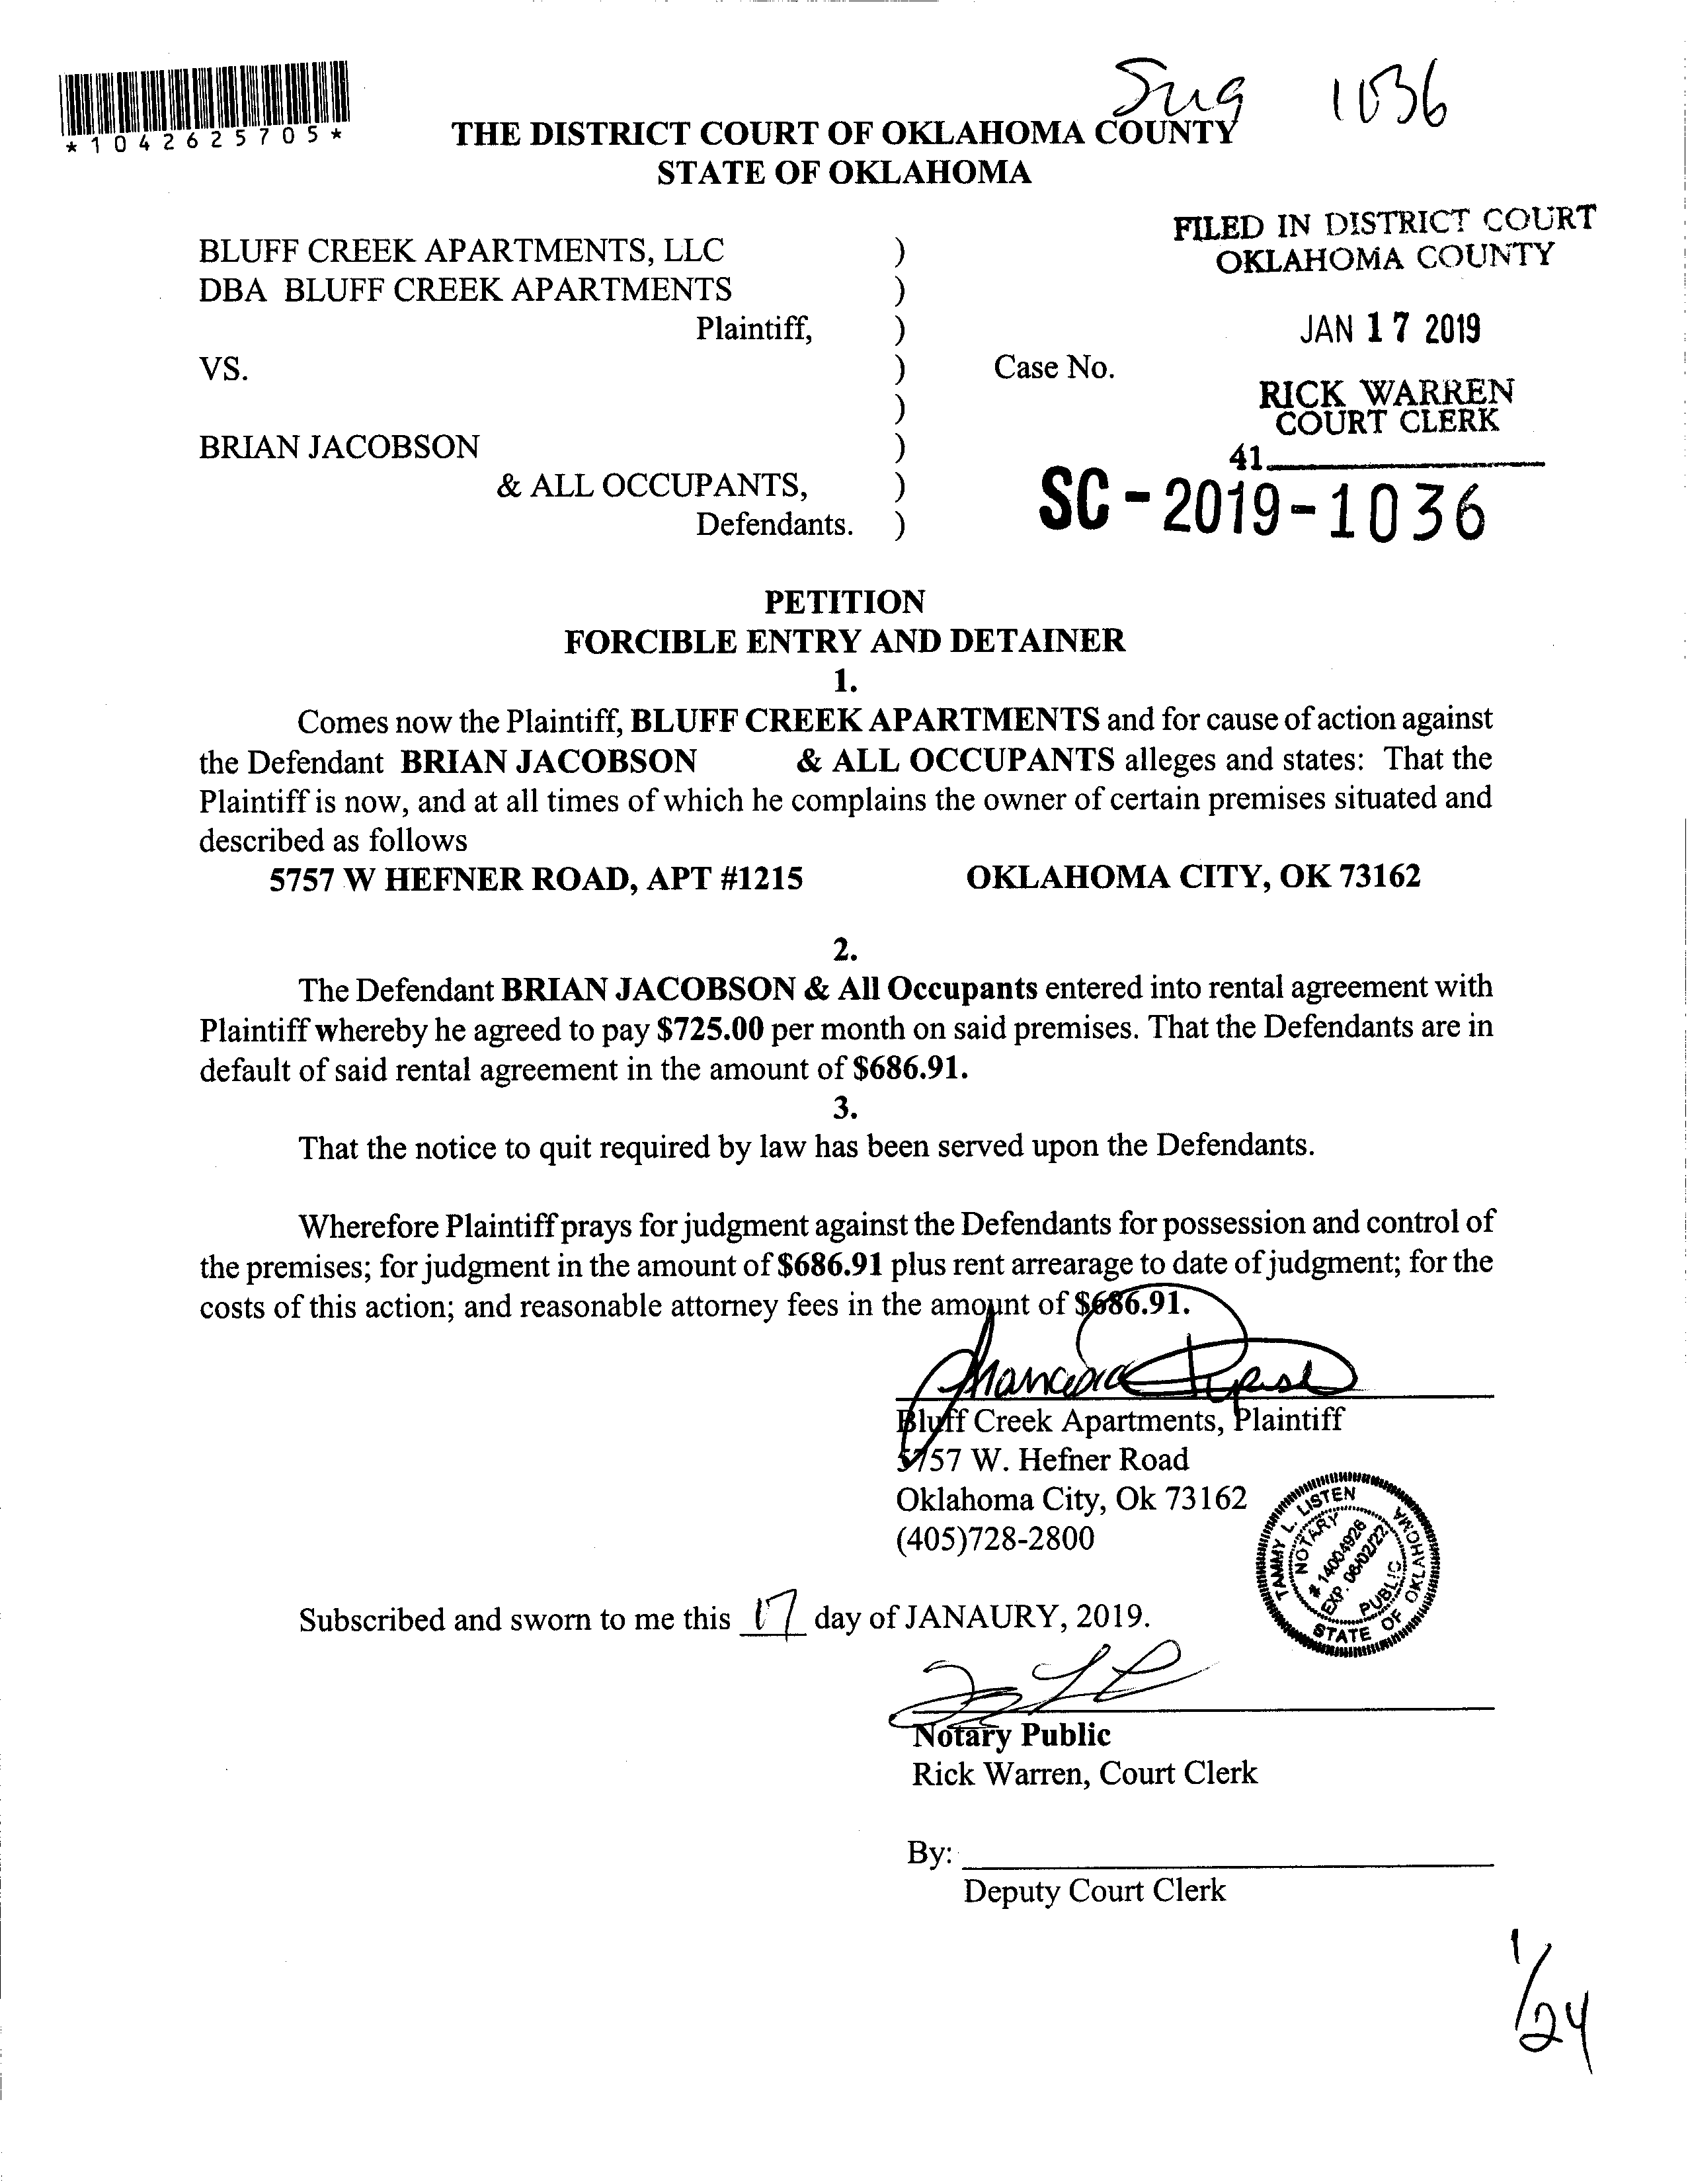 Sug 1036
*1042625705*
THE DISTRICT COURT OF OKLAHOMA COUNTY
STATE OF OKLAHOMA
FILED IN DISTRICT COURT
OKLAHOMA COUNTY
BLUFF CREEK APARTMENTS, LLC )
DBA BLUFF CREEK APARTMENTS )
Plaintiff, ) JAN 17 2019
VS. ) Case No.
) RICK WARREN
COURT CLERK
BRIAN JACOBSON ) 41
& ALL OCCUPANTS, ) SC-2019-1036
Defendants. )
PETITION
FORCIBLE ENTRY AND DETAINER
1.
Comes now the Plaintiff, BLUFF CREEK APARTMENTS and for cause of action against
the Defendant BRIAN JACOBSON & ALL OCCUPANTS alleges and states: That the
Plaintiff is now, and at all times of which he complains the owner of certain premises situated and
described as follows
5757 W HEFNER ROAD, APT #1215 OKLAHOMA CITY, OK 73162
2.
The Defendant BRIAN JACOBSON & All Occupants entered into rental agreement with
Plaintiff whereby he agreed to pay $725.00 per month on said premises. That the Defendants are in
default of said rental agreement in the amount of $686.91.
3.
That the notice to quit required by law has been served upon the Defendants.
Wherefore Plaintiff prays for judgment against the Defendants for possession and control of
the premises; for judgment in the amount of $686.91 plus rent arrearage to date of judgment; for the
costs of this action; and reasonable attorney fees in the amount of $686.91.
Bluff Creek Apartments, Plaintiff
5757 W. Hefner Road
Oklahoma City, Ok 73162
(405)728-2800
TAMMY L. LISTEN
NOTARY
# 14004926
EXP. 06/02/22
PUBLIC
STATE OF OKLAHOMA
Subscribed and sworn to me this 17 day of JANAURY, 2019.
Notary Public
Rick Warren, Court Clerk
By:
Deputy Court Clerk
1/24